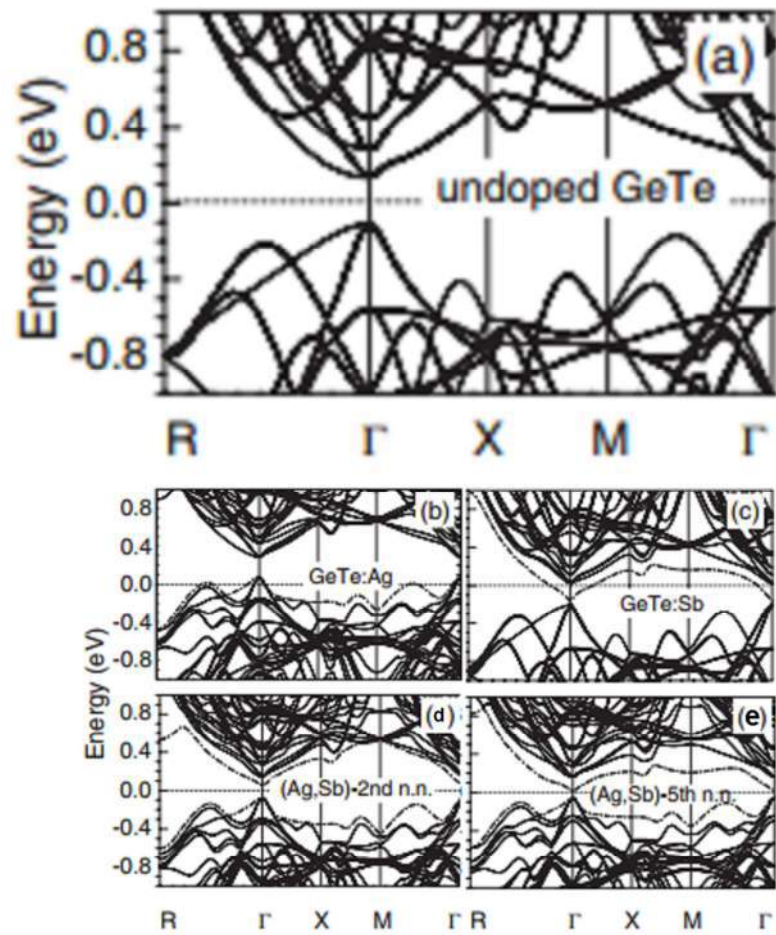 (a)
Energy (eV)
0.8
0.4
0.0
-0.4
-0.8
undoped GeTe
R Γ X M Γ
(b)
(c)
Energy (eV)
0.8
0.4
0.0
-0.4
-0.8
GeTe:Ag
GeTe:Sb
(d)
(e)
0.8
0.4
0.0
-0.4
-0.8
(Ag,Sb)-2nd n.n.
(Ag,Sb)-5th n.n.
R Γ X M Γ R Γ X M Γ